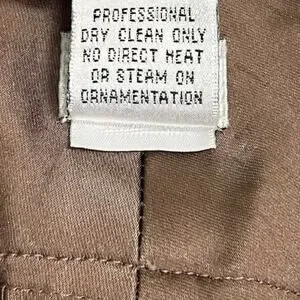 PROFESSIONAL
DRY CLEAN ONLY
NO DIRECT HEAT
OR STEAM ON
ORNAMENTATION